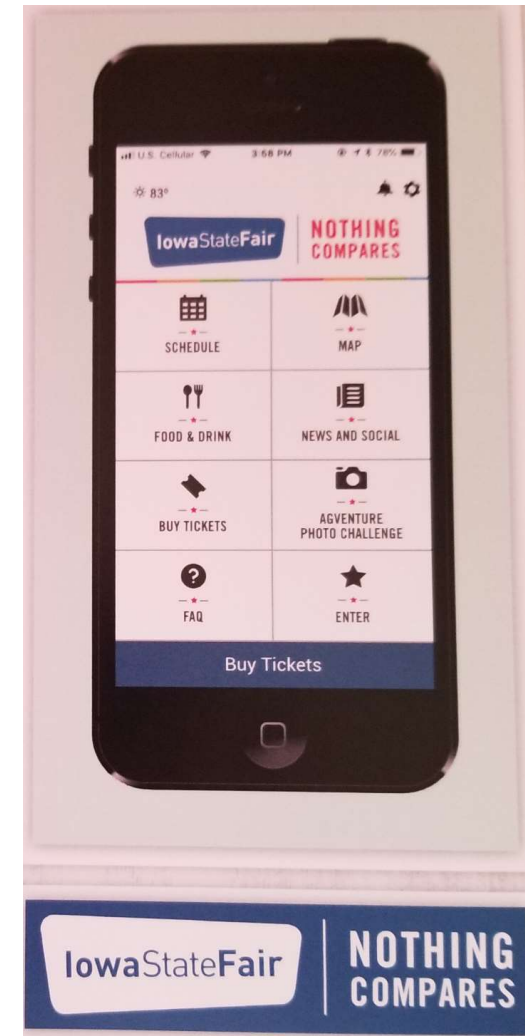 U.S. Cellular 3:58 PM 78%
83°
IowaStateFair
NOTHING
COMPARES
SCHEDULE
MAP
FOOD & DRINK
NEWS AND SOCIAL
BUY TICKETS
AGVENTURE
PHOTO CHALLENGE
FAQ
ENTER
Buy Tickets
IowaStateFair
NOTHING
COMPARES